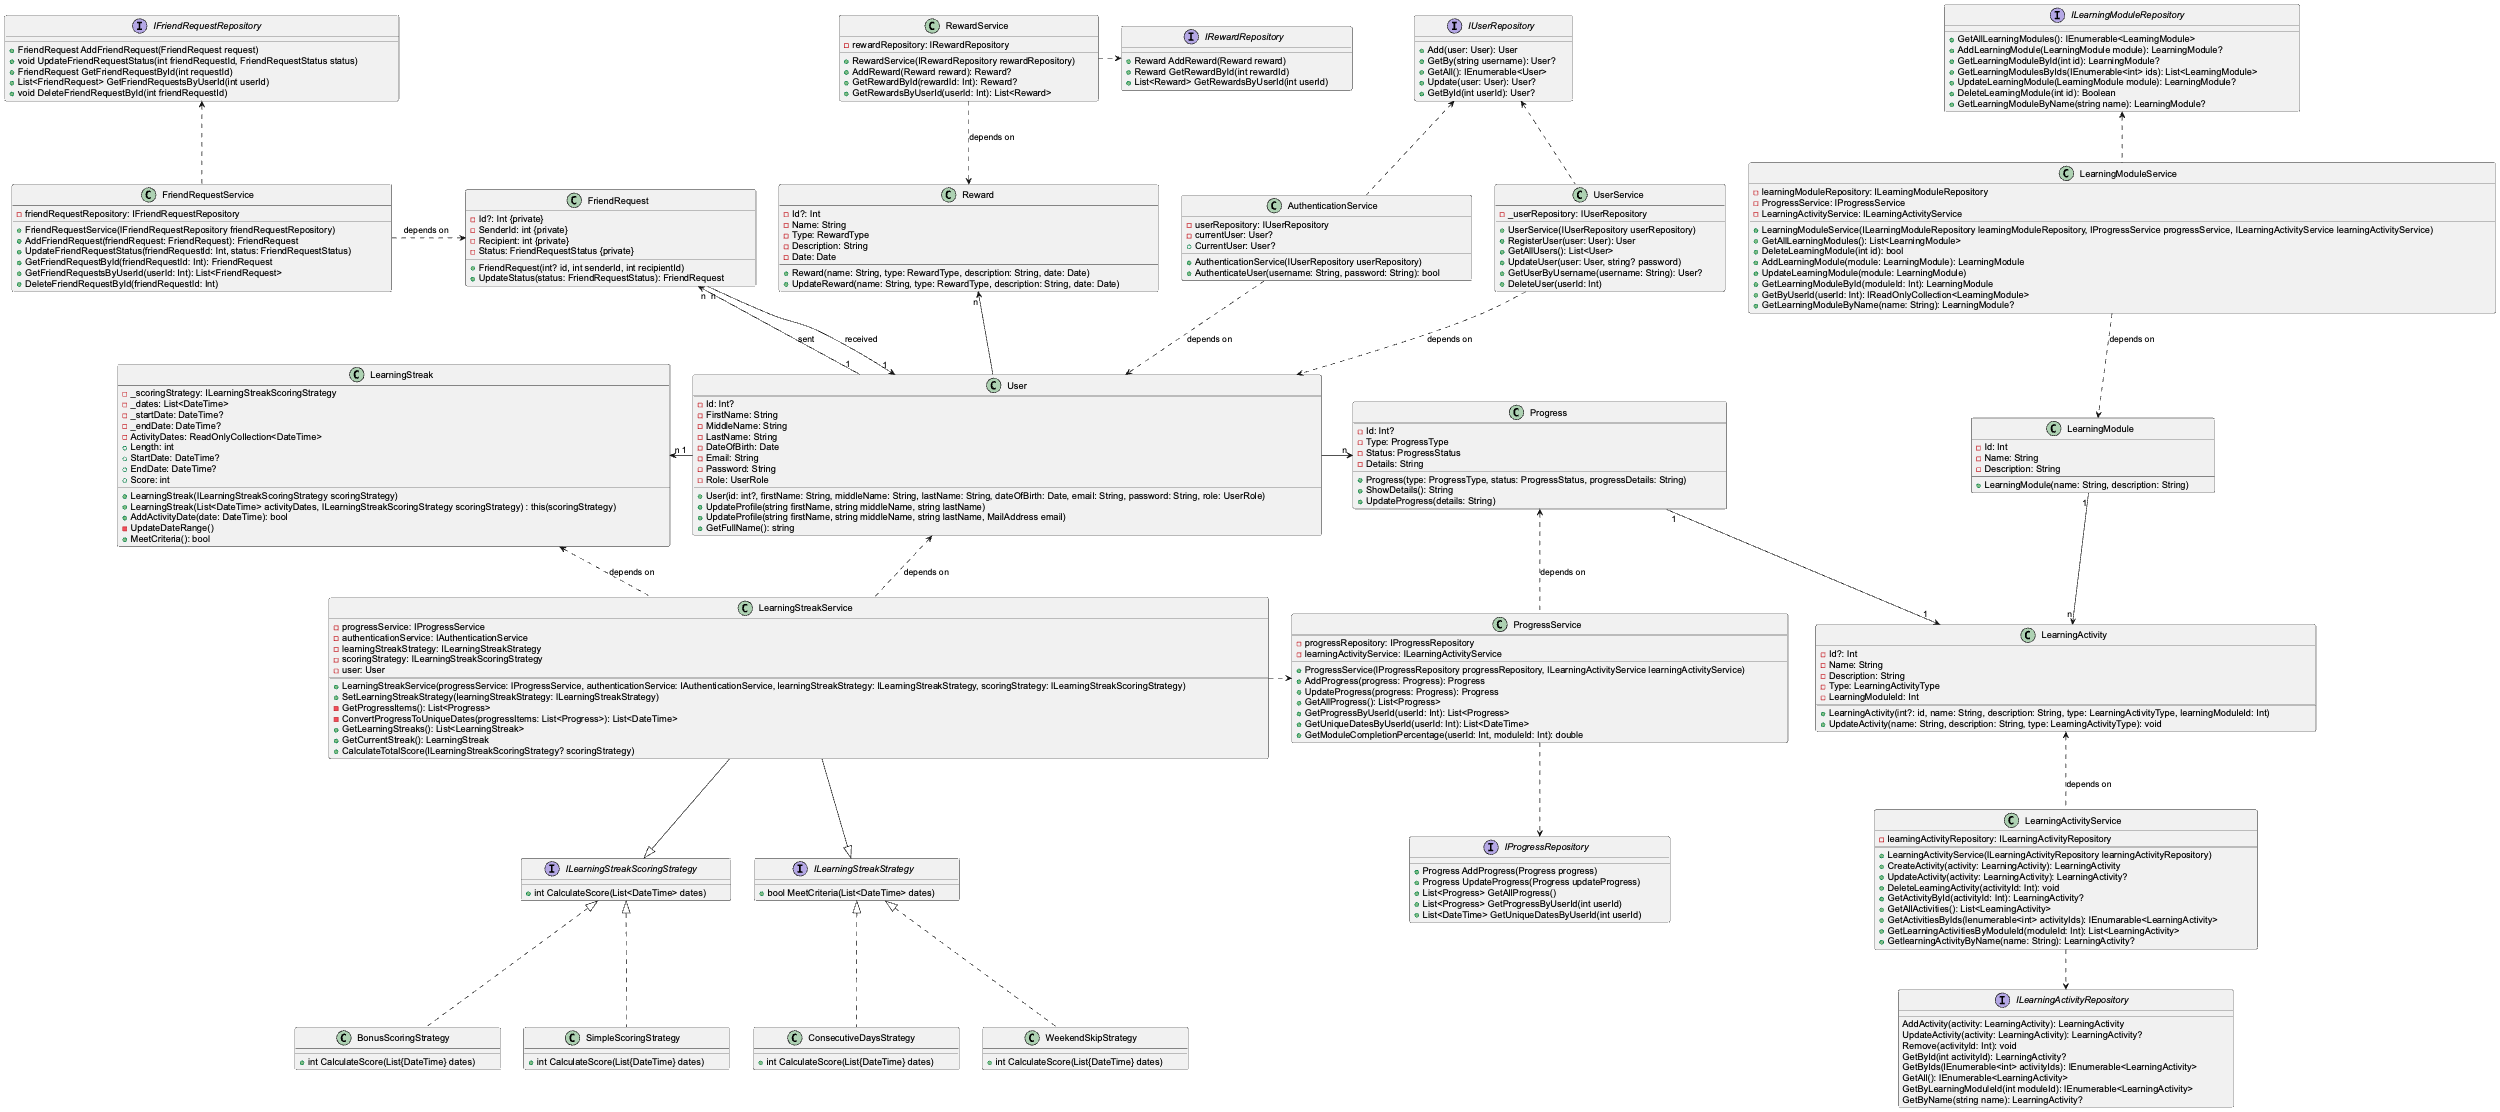 IFriendRequestRepository
FriendRequest AddFriendRequest(FriendRequest request)
void UpdateFriendRequestStatus(int friendRequestId, FriendRequestStatus status)
FriendRequest GetFriendRequestById(int requestId)
List<FriendRequest> GetFriendRequestsByUserId(int userId)
void DeleteFriendRequestById(int friendRequestId)
RewardService
rewardRepository: IRewardRepository
RewardService(IRewardRepository rewardRepository)
AddReward(Reward reward): Reward?
GetRewardById(rewardId: Int): Reward?
GetRewardsByUserId(userId: Int): List<Reward>
IRewardRepository
Reward AddReward(Reward reward)
Reward GetRewardById(int rewardId)
List<Reward> GetRewardsByUserId(int userId)
IUserRepository
Add(user: User): User
GetBy(string username): User?
GetAll(): IEnumerable<User>
Update(user: User): User?
GetById(int userId): User?
ILearningModuleRepository
GetAllLearningModules(): IEnumerable<LearningModule>
AddLearningModule(LearningModule module): LearningModule?
GetLearningModuleById(int id): LearningModule?
GetLearningModulesByIds(IEnumerable<int> ids): List<LearningModule>
UpdateLearningModule(LearningModule module): LearningModule?
DeleteLearningModule(int id): Boolean
GetLearningModuleByName(string name): LearningModule?
depends on
FriendRequestService
friendRequestRepository: IFriendRequestRepository
FriendRequestService(IFriendRequestRepository friendRequestRepository)
AddFriendRequest(friendRequest: FriendRequest): FriendRequest
UpdateFriendRequestStatus(friendRequestId: Int, status: FriendRequestStatus)
GetFriendRequestById(friendRequestId: Int): FriendRequest
GetFriendRequestsByUserId(userId: Int): List<FriendRequest>
DeleteFriendRequestById(friendRequestId: Int)
depends on
FriendRequest
Id?: Int {private}
SenderId: int {private}
Recipient: int {private}
Status: FriendRequestStatus {private}
FriendRequest(int? id, int senderId, int recipientId)
UpdateStatus(status: FriendRequestStatus): FriendRequest
Reward
Id?: Int
Name: String
Type: RewardType
Description: String
Date: Date
Reward(name: String, type: RewardType, description: String, date: Date)
UpdateReward(name: String, type: RewardType, description: String, date: Date)
AuthenticationService
userRepository: IUserRepository
currentUser: User?
CurrentUser: User?
AuthenticationService(IUserRepository userRepository)
AuthenticateUser(username: String, password: String): bool
UserService
_userRepository: IUserRepository
UserService(IUserRepository userRepository)
RegisterUser(user: User): User
GetAllUsers(): List<User>
UpdateUser(user: User, string? password)
GetUserByUsername(username: String): User?
DeleteUser(userId: Int)
LearningModuleService
learningModuleRepository: ILearningModuleRepository
ProgressService: IProgressService
LearningActivityService: ILearningActivityService
LearningModuleService(ILearningModuleRepository learningModuleRepository, IProgressService progressService, ILearningActivityService learningActivityService)
GetAllLearningModules(): List<LearningModule>
DeleteLearningModule(int id): bool
AddLearningModule(module: LearningModule): LearningModule
UpdateLearningModule(module: LearningModule)
GetLearningModuleById(moduleId: Int): LearningModule
GetByUserId(userId: Int): IReadOnlyCollection<LearningModule>
GetLearningModuleByName(name: String): LearningModule?
n n
n
sent
received
depends on
depends on
depends on
1
1
LearningStreak
_scoringStrategy: ILearningStreakScoringStrategy
_dates: List<DateTime>
_startDate: DateTime?
_endDate: DateTime?
ActivityDates: ReadOnlyCollection<DateTime>
Length: int
StartDate: DateTime?
EndDate: DateTime?
Score: int
LearningStreak(ILearningStreakScoringStrategy scoringStrategy)
LearningStreak(List<DateTime> activityDates, ILearningStreakScoringStrategy scoringStrategy) : this(scoringStrategy)
AddActivityDate(date: DateTime): bool
UpdateDateRange()
MeetCriteria(): bool
n 1
User
Id: Int?
FirstName: String
MiddleName: String
LastName: String
DateOfBirth: Date
Email: String
Password: String
Role: UserRole
User(id: int?, firstName: String, middleName: String, lastName: String, dateOfBirth: Date, email: String, password: String, role: UserRole)
UpdateProfile(string firstName, string middleName, string lastName)
UpdateProfile(string firstName, string middleName, string lastName, MailAddress email)
GetFullName(): string
n
Progress
Id: Int?
Type: ProgressType
Status: ProgressStatus
Details: String
Progress(type: ProgressType, status: ProgressStatus, progressDetails: String)
ShowDetails(): String
UpdateProgress(details: String)
LearningModule
Id: Int
Name: String
Description: String
LearningModule(name: String, description: String)
1
1
depends on
depends on
depends on
1
n
LearningStreakService
progressService: IProgressService
authenticationService: IAuthenticationService
learningStreakStrategy: ILearningStreakStrategy
scoringStrategy: ILearningStreakScoringStrategy
user: User
LearningStreakService(progressService: IProgressService, authenticationService: IAuthenticationService, learningStreakStrategy: ILearningStreakStrategy, scoringStrategy: ILearningStreakScoringStrategy)
SetLearningStreakStrategy(learningStreakStrategy: ILearningStreakStrategy)
GetProgressItems(): List<Progress>
ConvertProgressToUniqueDates(progressItems: List<Progress>): List<DateTime>
GetLearningStreaks(): List<LearningStreak>
GetCurrentStreak(): LearningStreak
CalculateTotalScore(ILearningStreakScoringStrategy? scoringStrategy)
ProgressService
progressRepository: IProgressRepository
learningActivityService: ILearningActivityService
ProgressService(IProgressRepository progressRepository, ILearningActivityService learningActivityService)
AddProgress(progress: Progress): Progress
UpdateProgress(progress: Progress): Progress
GetAllProgress(): List<Progress>
GetProgressByUserId(userId: Int): List<Progress>
GetUniqueDatesByUserId(userId: Int): List<DateTime>
GetModuleCompletionPercentage(userId: Int, moduleId: Int): double
LearningActivity
Id?: Int
Name: String
Description: String
Type: LearningActivityType
LearningModuleId: Int
LearningActivity(int?: id, name: String, description: String, type: LearningActivityType, learningModuleId: Int)
UpdateActivity(name: String, description: String, type: LearningActivityType): void
depends on
ILearningStreakScoringStrategy
int CalculateScore(List<DateTime> dates)
ILearningStreakStrategy
bool MeetCriteria(List<DateTime> dates)
IProgressRepository
Progress AddProgress(Progress progress)
Progress UpdateProgress(Progress updateProgress)
List<Progress> GetAllProgress()
List<Progress> GetProgressByUserId(int userId)
List<DateTime> GetUniqueDatesByUserId(int userId)
LearningActivityService
learningActivityRepository: ILearningActivityRepository
LearningActivityService(ILearningActivityRepository learningActivityRepository)
CreateActivity(activity: LearningActivity): LearningActivity
UpdateActivity(activity: LearningActivity): LearningActivity?
DeleteLearningActivity(activityId: Int): void
GetActivityById(activityId: Int): LearningActivity?
GetAllActivities(): List<LearningActivity>
GetActivitiesByIds(Ienumerable<int> activityIds): IEnumarable<LearningActivity>
GetLearningActivitiesByModuleId(moduleId: Int): List<LearningActivity>
GetlearningActivityByName(name: String): LearningActivity?
BonusScoringStrategy
int CalculateScore(List{DateTime} dates)
SimpleScoringStrategy
int CalculateScore(List{DateTime} dates)
ConsecutiveDaysStrategy
int CalculateScore(List{DateTime} dates)
WeekendSkipStrategy
int CalculateScore(List{DateTime} dates)
ILearningActivityRepository
AddActivity(activity: LearningActivity): LearningActivity
UpdateActivity(activity: LearningActivity): LearningActivity?
Remove(activityId: Int): void
GetById(int activityId): LearningActivity?
GetByIds(IEnumerable<int> activityIds): IEnumerable<LearningActivity>
GetAll(): IEnumerable<LearningActivity>
GetByLearningModuleId(int moduleId): IEnumerable<LearningActivity>
GetByName(string name): LearningActivity?